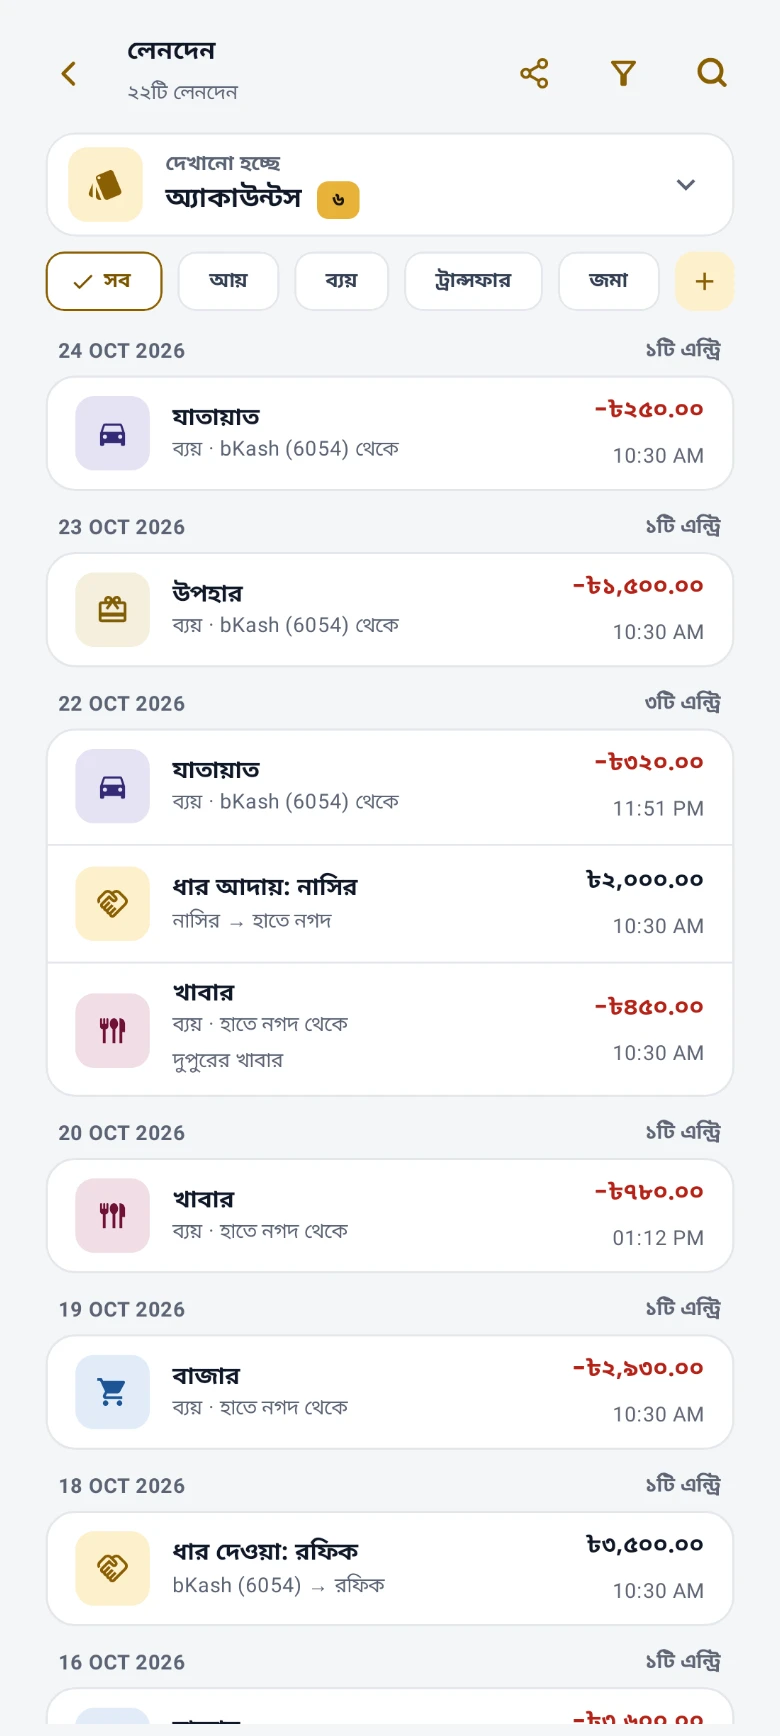 লেনদেন
২২টি লেনদেন
দেখানো হচ্ছে
অ্যাকাউন্টস ৬
সব আয় ব্যয় ট্রান্সফার জমা +
24 OCT 2026 ১টি এন্ট্রি
যাতায়াত −৳২৫০.০০
ব্যয় · bKash (6054) থেকে 10:30 AM
23 OCT 2026 ১টি এন্ট্রি
উপহার −৳১,৫০০.০০
ব্যয় · bKash (6054) থেকে 10:30 AM
22 OCT 2026 ৩টি এন্ট্রি
যাতায়াত −৳৩২০.০০
ব্যয় · bKash (6054) থেকে 11:51 PM
ধার আদায়: নাসির ৳২,০০০.০০
নাসির → হাতে নগদ 10:30 AM
খাবার −৳৪৫০.০০
ব্যয় · হাতে নগদ থেকে 10:30 AM
দুপুরের খাবার
20 OCT 2026 ১টি এন্ট্রি
খাবার −৳৭৮০.০০
ব্যয় · হাতে নগদ থেকে 01:12 PM
19 OCT 2026 ১টি এন্ট্রি
বাজার −৳২,৯৩০.০০
ব্যয় · হাতে নগদ থেকে 10:30 AM
18 OCT 2026 ১টি এন্ট্রি
ধার দেওয়া: রফিক ৳৩,৫০০.০০
bKash (6054) → রফিক 10:30 AM
16 OCT 2026 ১টি এন্ট্রি